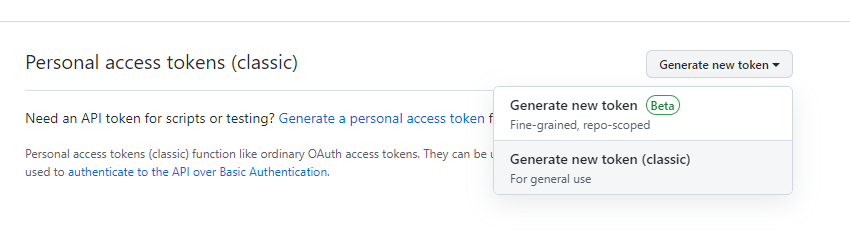 Personal access tokens (classic)
Generate new token
Generate new token Beta
Fine-grained, repo-scoped
Generate new token (classic)
For general use
Need an API token for scripts or testing? Generate a personal access token
Personal access tokens (classic) function like ordinary OAuth access tokens. They can be
used to authenticate to the API over Basic Authentication.